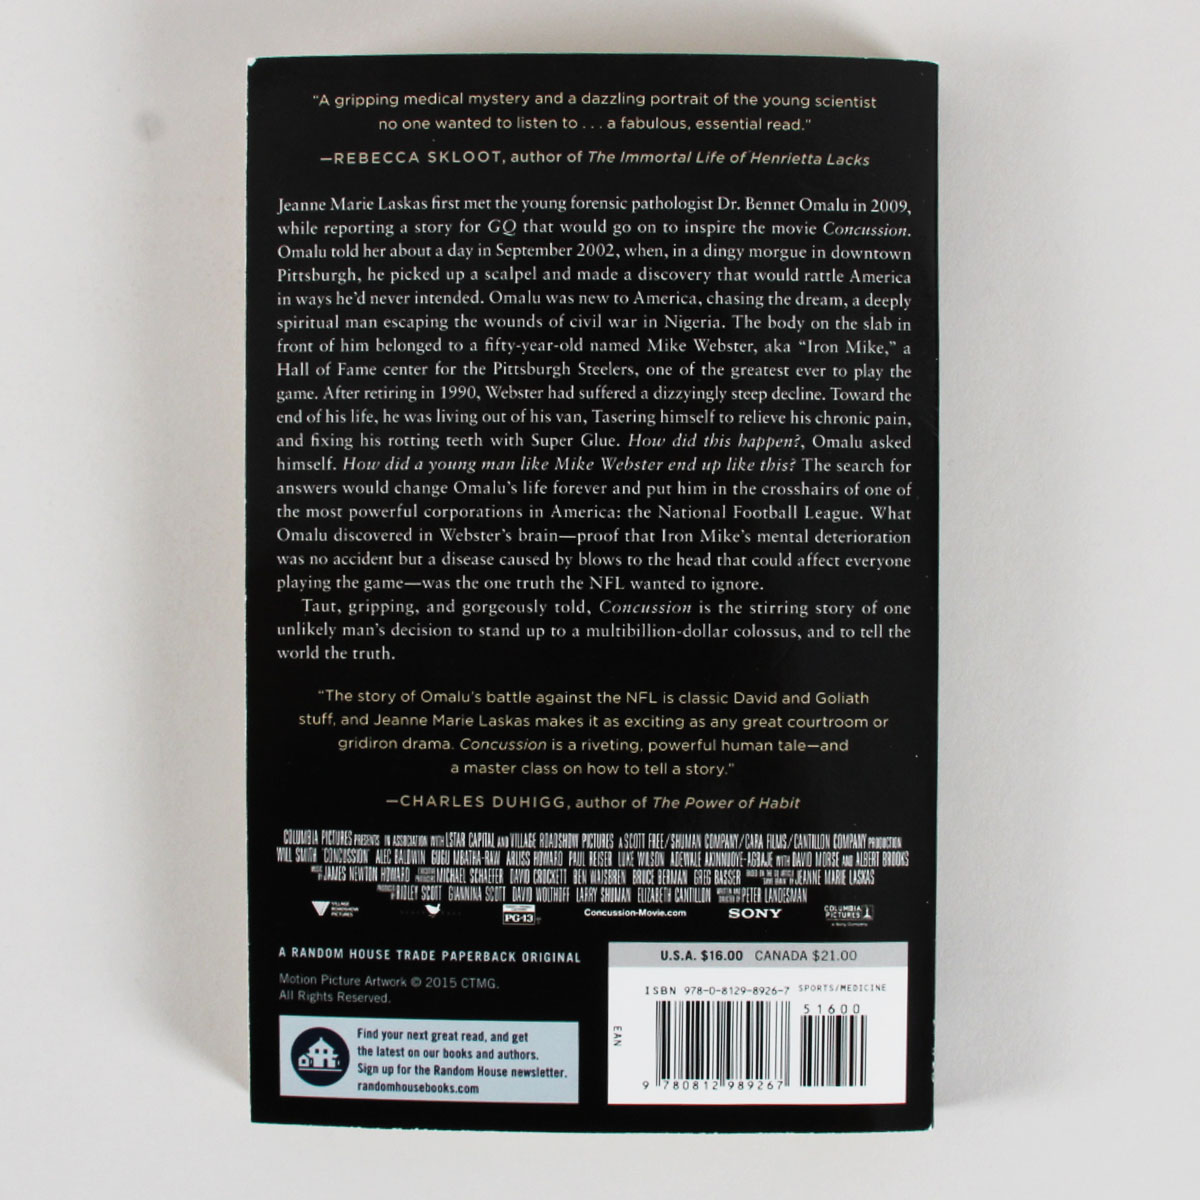 "A gripping medical mystery and a dazzling portrait of the young scientist
no one wanted to listen to . . . a fabulous, essential read."
—REBECCA SKLOOT, author of The Immortal Life of Henrietta Lacks
Jeanne Marie Laskas first met the young forensic pathologist Dr. Bennet Omalu in 2009,
while reporting a story for GQ that would go on to inspire the movie Concussion.
Omalu told her about a day in September 2002, when, in a dingy morgue in downtown
Pittsburgh, he picked up a scalpel and made a discovery that would rattle America
in ways he'd never intended. Omalu was new to America, chasing the dream, a deeply
spiritual man escaping the wounds of civil war in Nigeria. The body on the slab in
front of him belonged to a fifty-year-old named Mike Webster, aka "Iron Mike," a
Hall of Fame center for the Pittsburgh Steelers, one of the greatest ever to play the
game. After retiring in 1990, Webster had suffered a dizzyingly steep decline. Toward the
end of his life, he was living out of his van, Tasering himself to relieve his chronic pain,
and fixing his rotting teeth with Super Glue. How did this happen?, Omalu asked
himself. How did a young man like Mike Webster end up like this? The search for
answers would change Omalu's life forever and put him in the crosshairs of one of
the most powerful corporations in America: the National Football League. What
Omalu discovered in Webster's brain—proof that Iron Mike's mental deterioration
was no accident but a disease caused by blows to the head that could affect everyone
playing the game—was the one truth the NFL wanted to ignore.
Taut, gripping, and gorgeously told, Concussion is the stirring story of one
unlikely man's decision to stand up to a multibillion-dollar colossus, and to tell the
world the truth.
"The story of Omalu's battle against the NFL is classic David and Goliath
stuff, and Jeanne Marie Laskas makes it as exciting as any great courtroom or
gridiron drama. Concussion is a riveting, powerful human tale—and
a master class on how to tell a story."
—CHARLES DUHIGG, author of The Power of Habit
COLUMBIA PICTURES PRESENTS IN ASSOCIATION WITH LSTAR CAPITAL AND VILLAGE ROADSHOW PICTURES A SCOTT FREE/SHUMAN COMPANY/CARA FILMS/CANTILLON COMPANY PRODUCTION
WILL SMITH "CONCUSSION" ALEC BALDWIN GUGU MBATHA-RAW ARLISS HOWARD PAUL REISER LUKE WILSON ADEWALE AKINNUOYE-AGBAJE WITH DAVID MORSE AND ALBERT BROOKS
MUSIC BY JAMES NEWTON HOWARD EXECUTIVE PRODUCERS MICHAEL SCHAEFER DAVID CROCKETT BEN WAISBREN BRUCE BERMAN GREG BASSER BASED ON THE GQ ARTICLE "GAME BRAIN" BY JEANNE MARIE LASKAS
PRODUCED BY RIDLEY SCOTT GIANNINA SCOTT DAVID WOLTHOFF LARRY SHUMAN ELIZABETH CANTILLON WRITTEN AND DIRECTED BY PETER LANDESMAN
VILLAGE ROADSHOW PICTURES PG-13 Concussion-Movie.com SONY COLUMBIA PICTURES a Sony Company
A RANDOM HOUSE TRADE PAPERBACK ORIGINAL
Motion Picture Artwork © 2015 CTMG.
All Rights Reserved.
Find your next great read, and get
the latest on our books and authors.
Sign up for the Random House newsletter.
randomhousebooks.com
U.S.A. $16.00 CANADA $21.00
ISBN 978-0-8129-8926-7 SPORTS/MEDICINE
51600
EAN
9 780812 989267